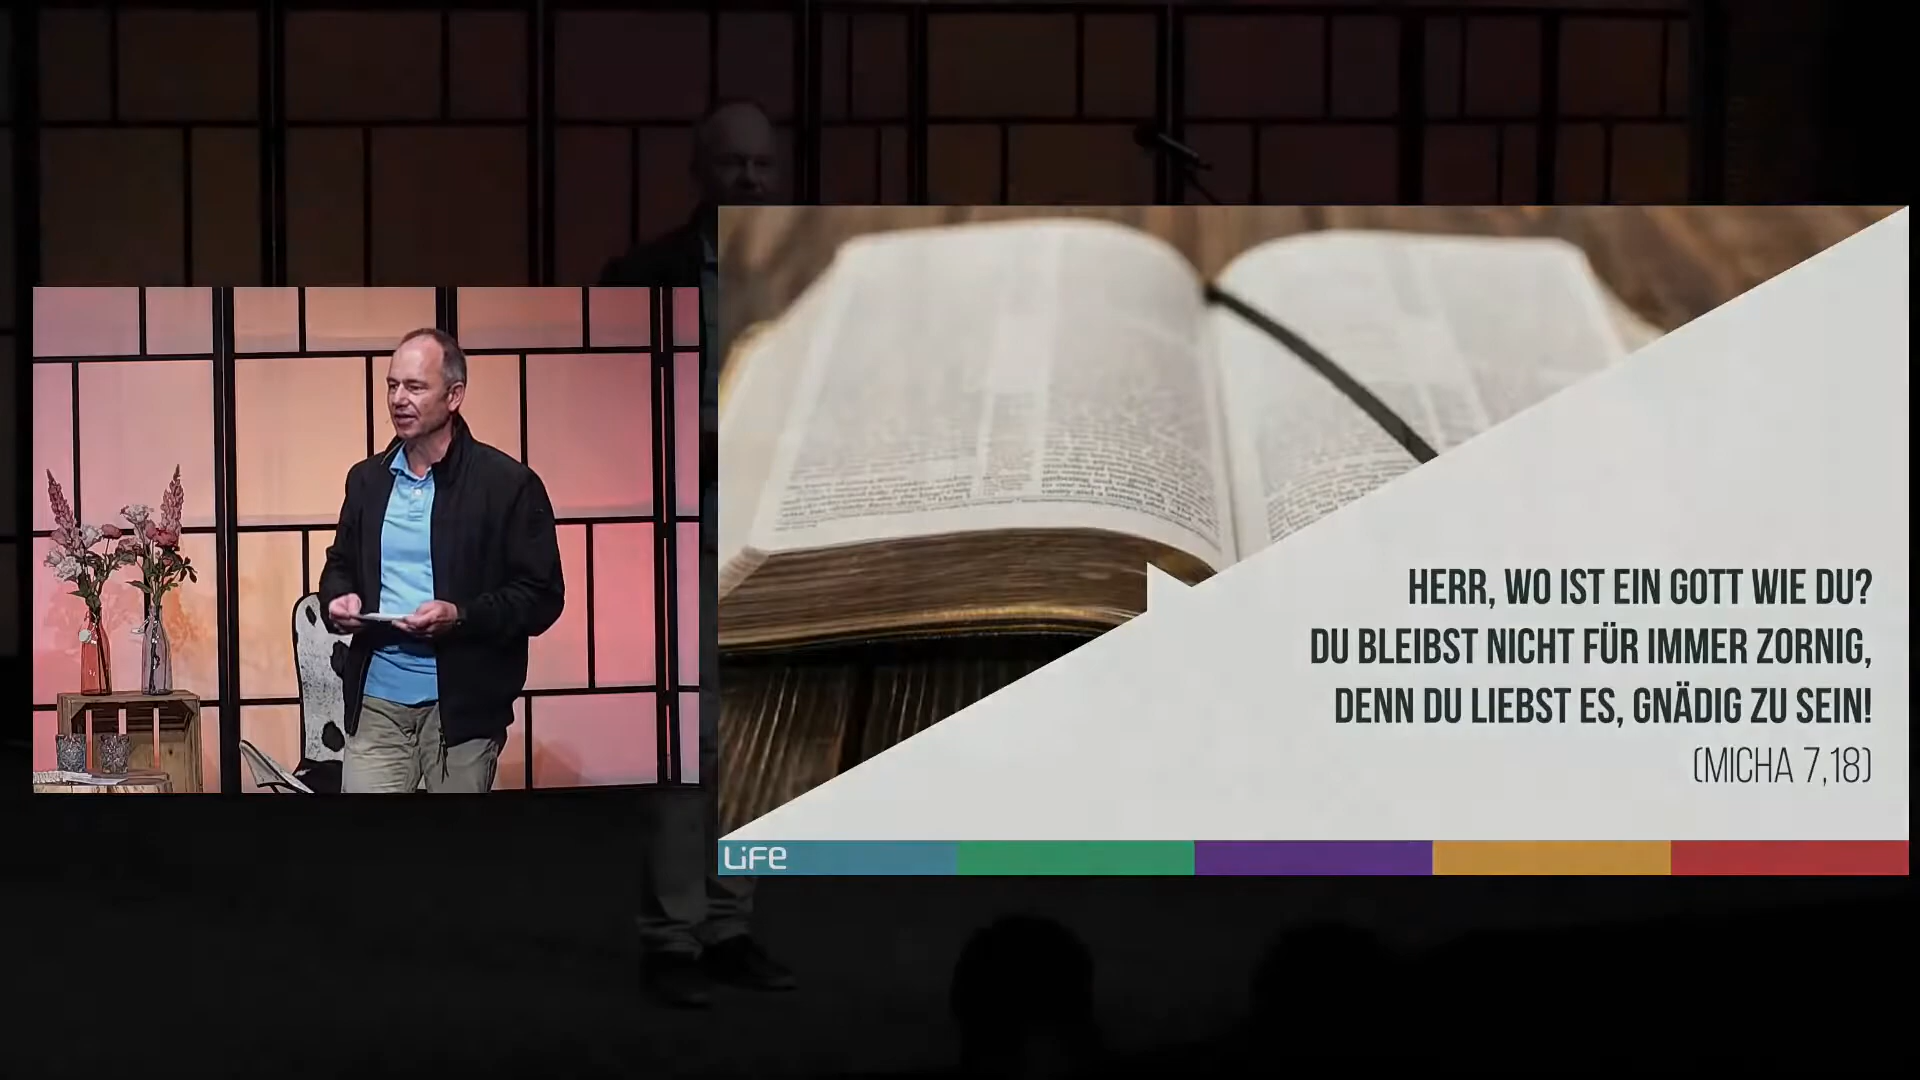 HERR, WO IST EIN GOTT WIE DU?
DU BLEIBST NICHT FÜR IMMER ZORNIG,
DENN DU LIEBST ES, GNÄDIG ZU SEIN!
(MICHA 7,18)
LiFe